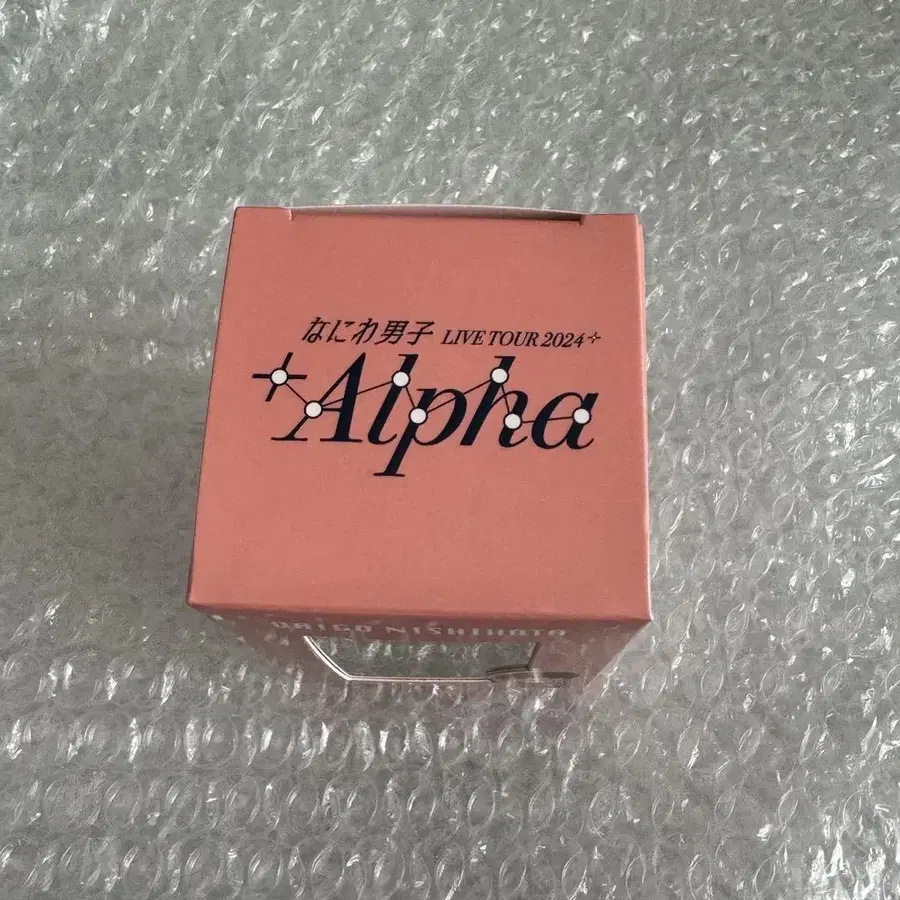 なにわ男子 LIVE TOUR 2024
+Alpha
DAIGO NISHIHATA